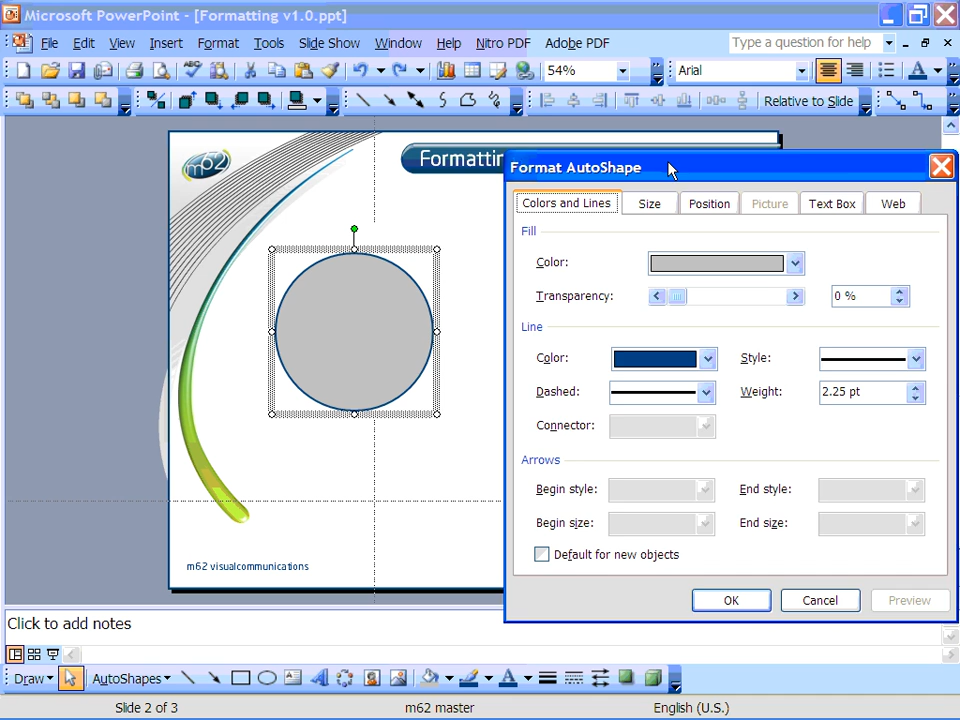 Microsoft PowerPoint - [Formatting v1.0.ppt]
File Edit View Insert Format Tools Slide Show Window Help Nitro PDF Adobe PDF Type a question for help
54% Arial
Relative to Slide
m62
Format AutoShape
Colors and Lines Size Position Picture Text Box Web
Fill
Color:
Transparency: 0 %
Line
Color: Style:
Dashed: Weight: 2.25 pt
Connector:
Arrows
Begin style: End style:
Begin size: End size:
Default for new objects
OK Cancel Preview
m62 visualcommunications
Click to add notes
Draw AutoShapes
Slide 2 of 3 m62 master English (U.S.)